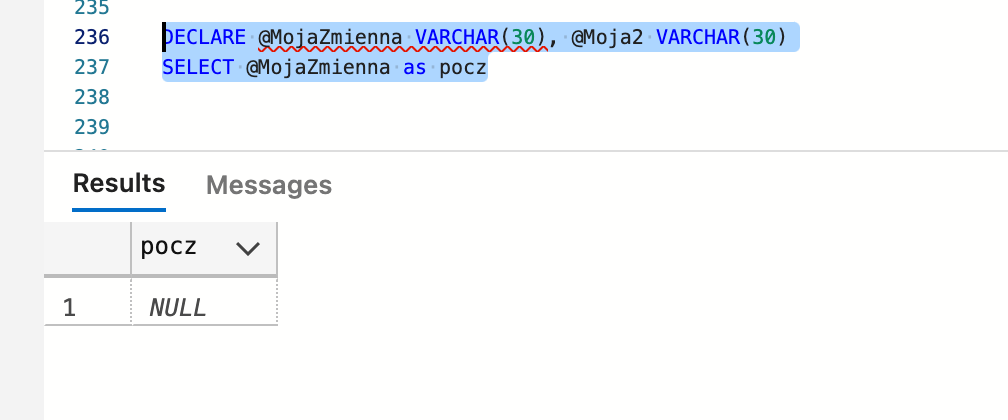 235
236 DECLARE @MojaZmienna VARCHAR(30), @Moja2 VARCHAR(30)
237 SELECT @MojaZmienna as pocz
238
239
Results Messages
pocz
1 NULL